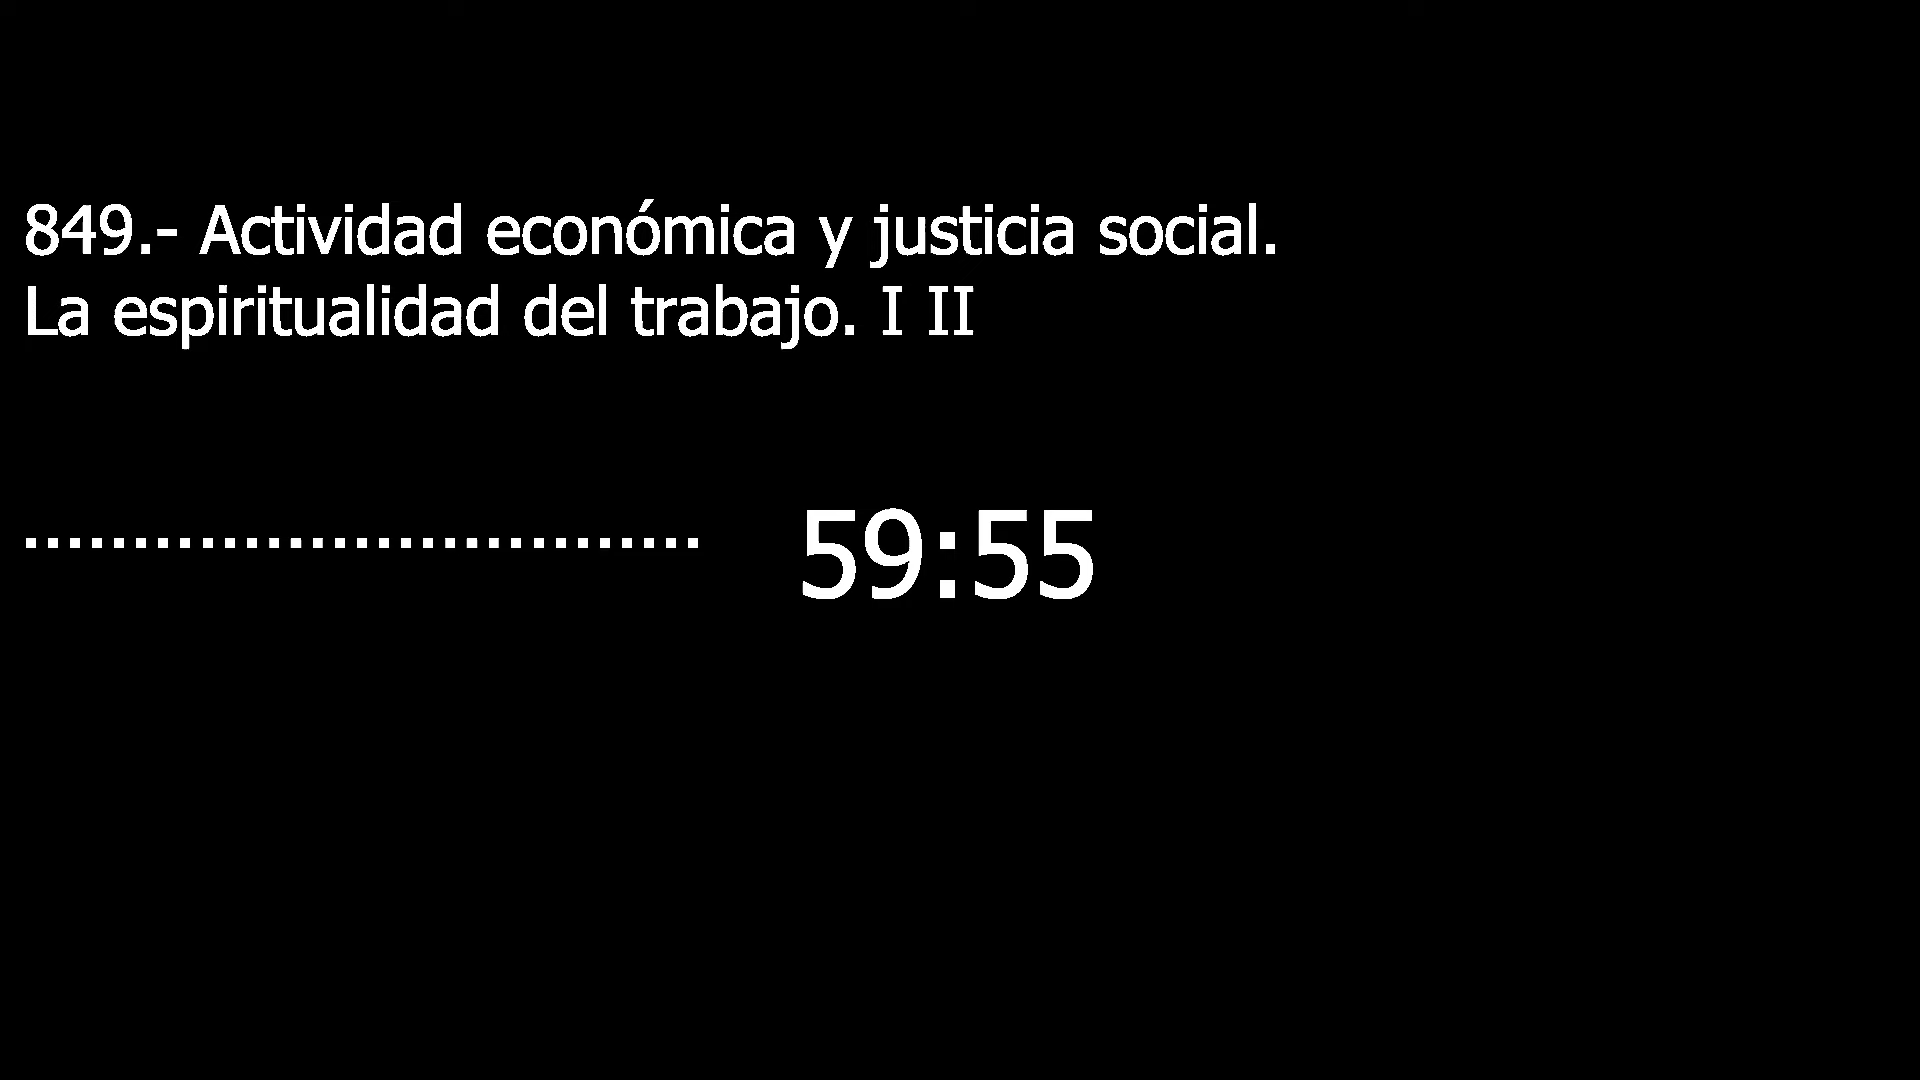 849.- Actividad económica y justicia social.
La espiritualidad del trabajo. I II
............................... 59:55